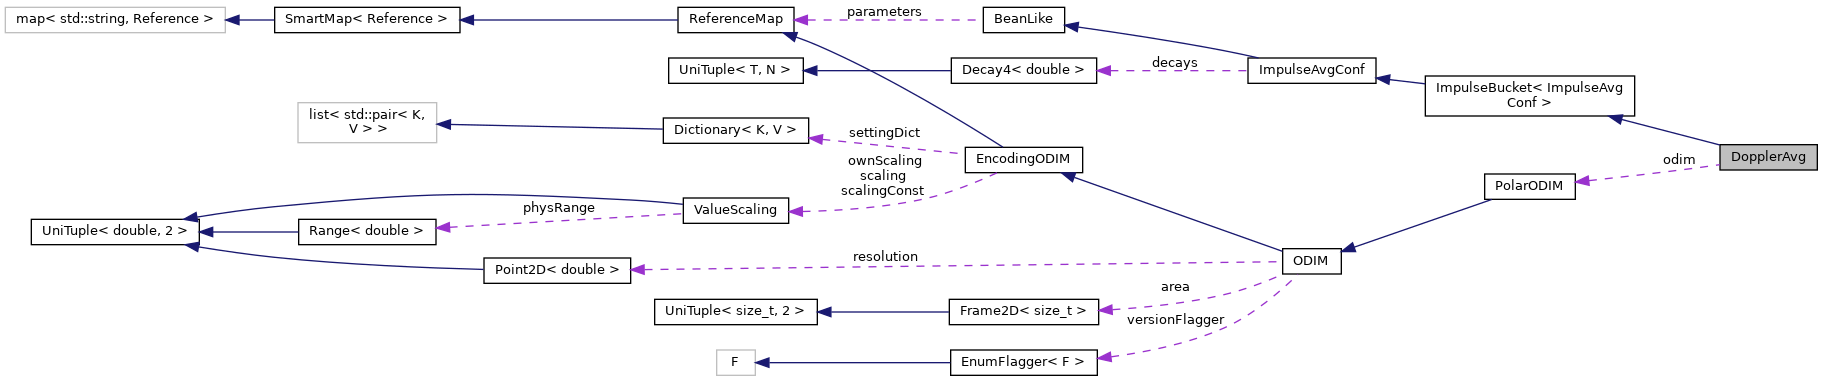 map< std::string, Reference >
SmartMap< Reference >
ReferenceMap
parameters
BeanLike
UniTuple< T, N >
Decay4< double >
decays
ImpulseAvgConf
ImpulseBucket< ImpulseAvg
Conf >
list< std::pair< K,
V > >
Dictionary< K, V >
settingDict
ownScaling
scaling
scalingConst
EncodingODIM
odim
DopplerAvg
PolarODIM
UniTuple< double, 2 >
Range< double >
physRange
ValueScaling
Point2D< double >
resolution
ODIM
UniTuple< size_t, 2 >
Frame2D< size_t >
area
versionFlagger
F
EnumFlagger< F >